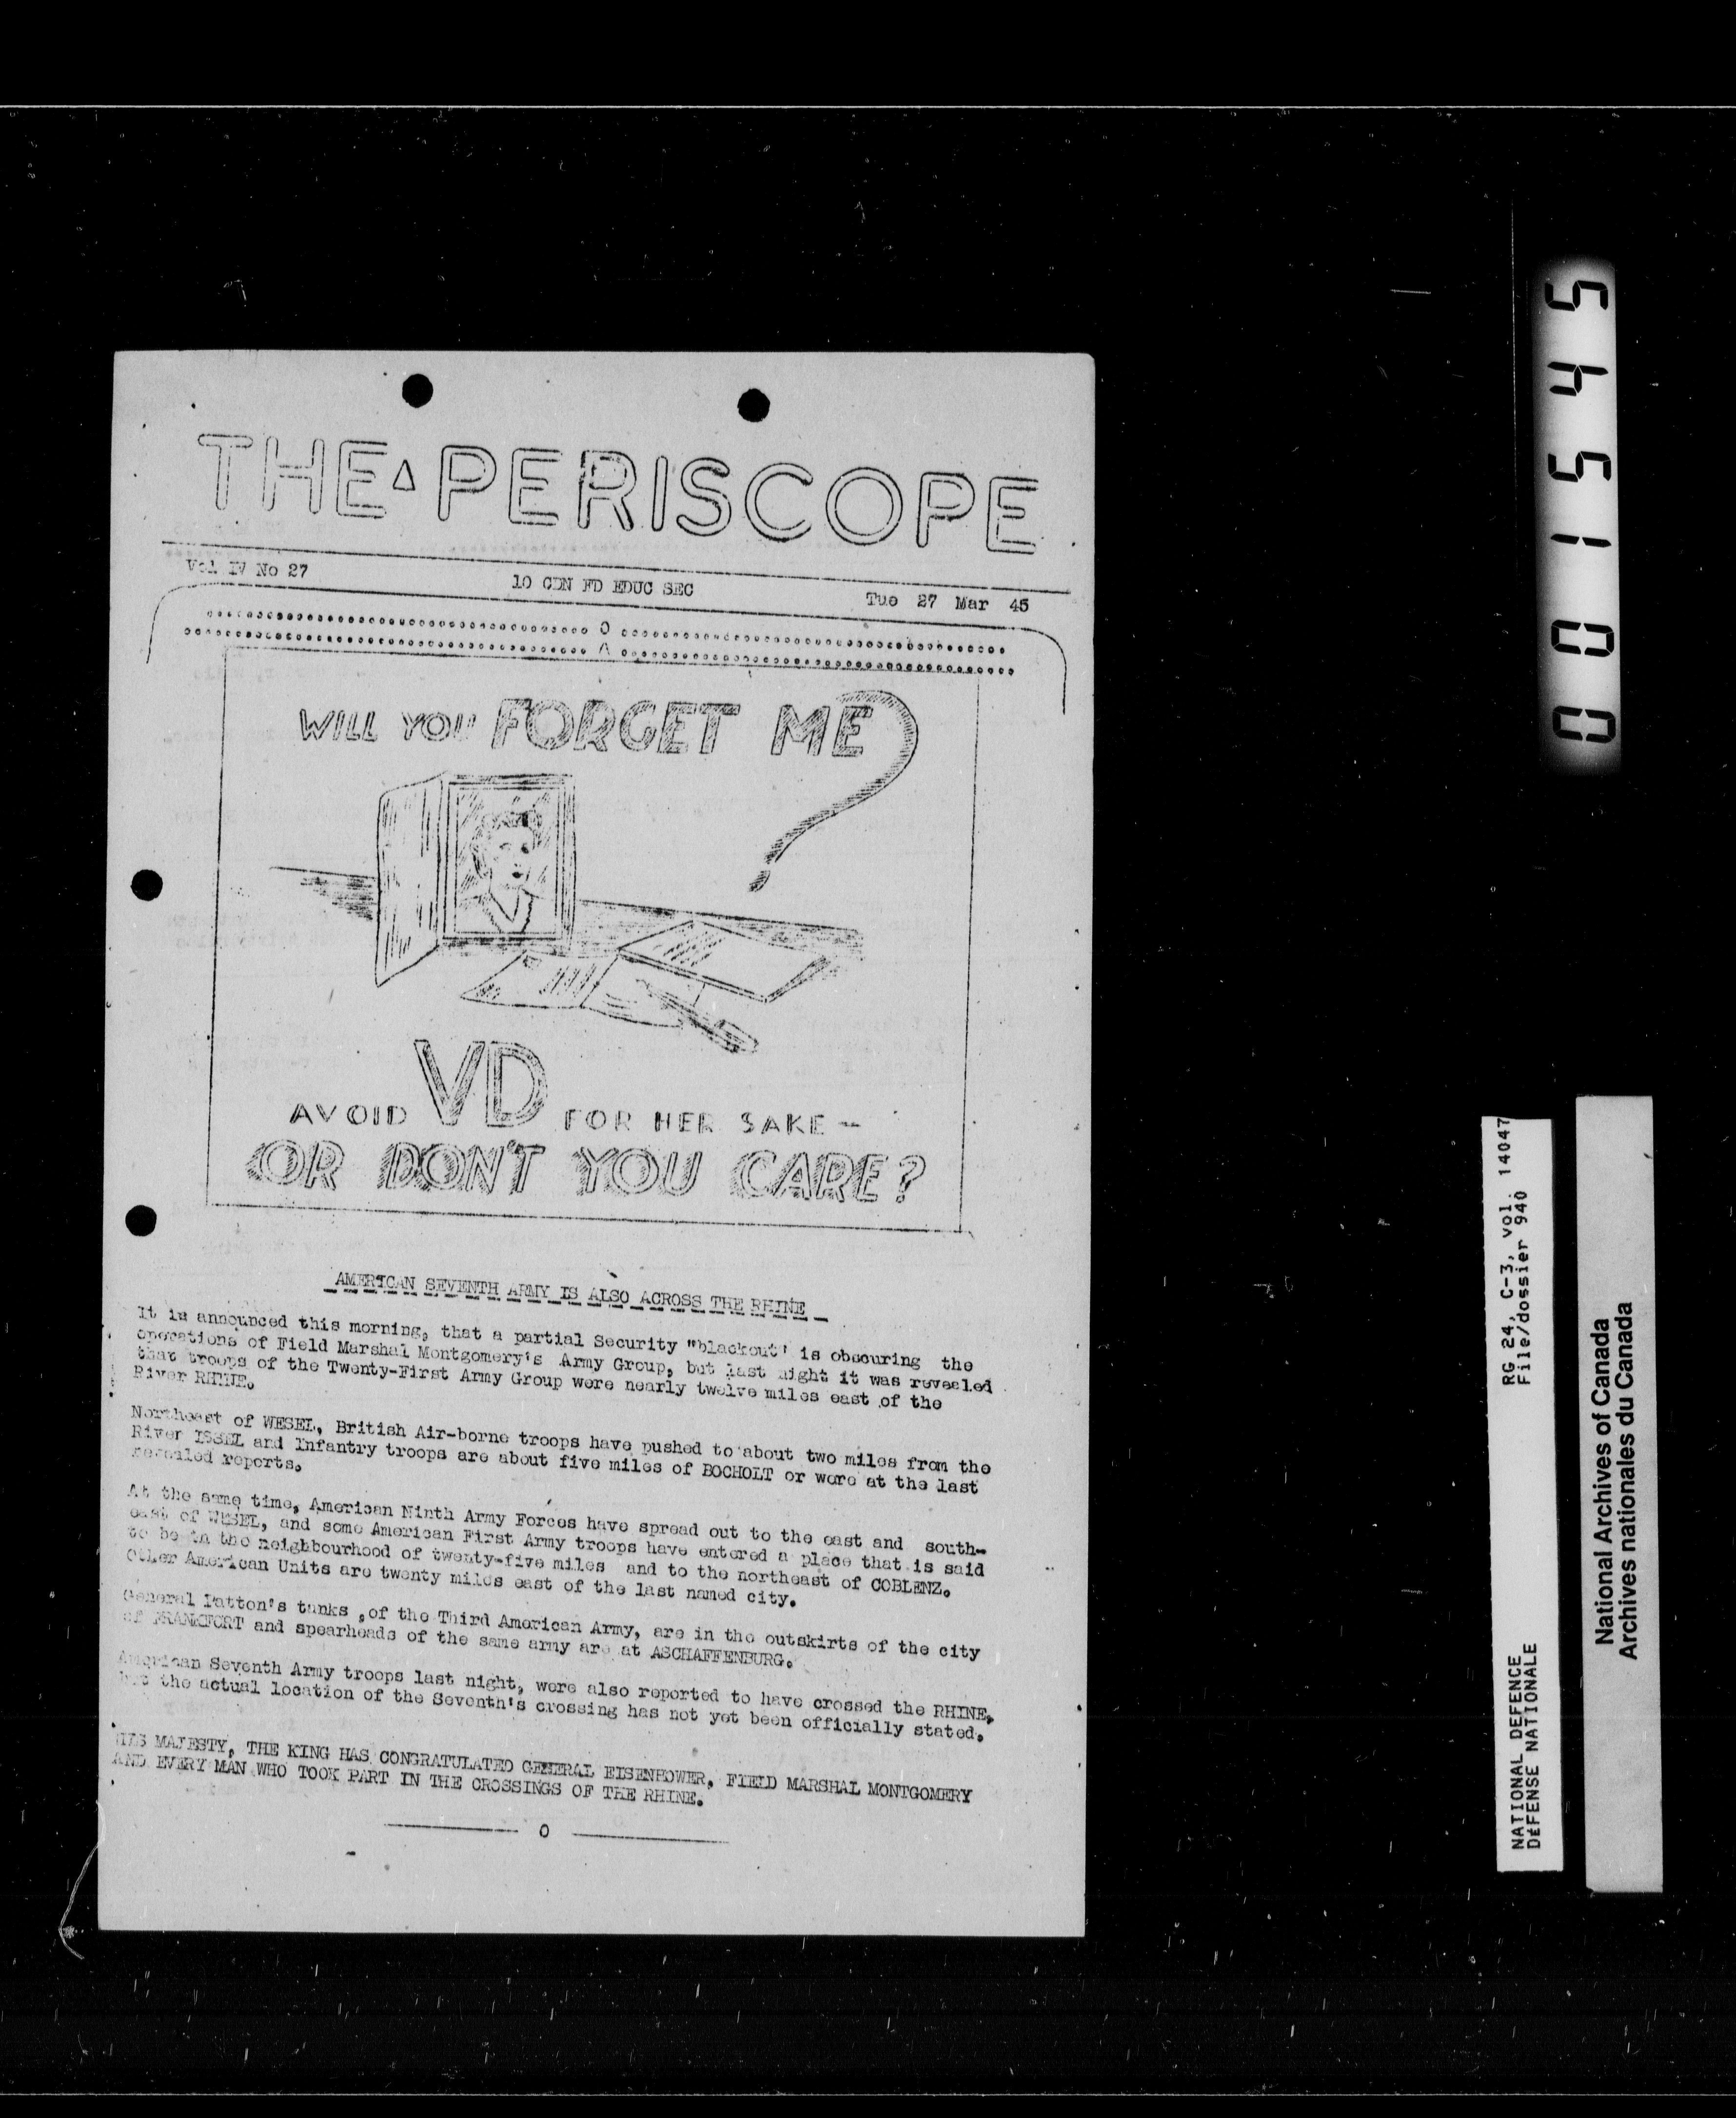 THE PERISCOPE
Vol IV No 27 10 CDN FD EDUC SEC Tue 27 Mar 45
WILL YOU FORGET ME?
AVOID VD FOR HER SAKE -
OR DON'T YOU CARE?
AMERICAN SEVENTH ARMY IS ALSO ACROSS THE RHINE
It is announced this morning, that a partial Security "blackout' is obscuring the
operations of Field Marshal Montgomery's Army Group, but last night it was revealed
that troops of the Twenty-First Army Group were nearly twelve miles east of the
River RHINE.
Northeast of WESEL, British Air-borne troops have pushed to about two miles from the
River ISSEL and Infantry troops are about five miles of BOCHOLT or were at the last
revealed reports.
At the same time, American Ninth Army Forces have spread out to the east and south-
east of WESEL, and some American First Army troops have entered a place that is said
to be in the neighbourhood of twenty-five miles and to the northeast of COBLENZ.
Other American Units are twenty miles east of the last named city.
General Patton's tanks ,of the Third American Army, are in the outskirts of the city
of FRANKFORT and spearheads of the same army are at ASCHAFFENBURG.
American Seventh Army troops last night, were also reported to have crossed the RHINE,
but the actual location of the Seventh's crossing has not yet been officially stated.
HIS MAJESTY, THE KING HAS CONGRATULATED GENERAL EISENHOWER, FIELD MARSHAL MONTGOMERY
AND EVERY MAN WHO TOOK PART IN THE CROSSINGS OF THE RHINE.
0
001545
RG 24, C-3, vol. 14047
File/dossier 940
NATIONAL DEFENCE
DÉFENSE NATIONALE
National Archives of Canada
Archives nationales du Canada